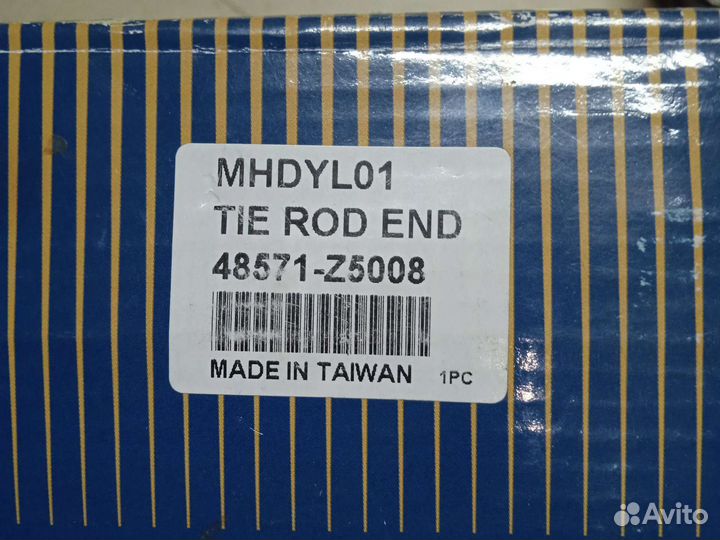 MHDYL01
TIE ROD END
48571-Z5008
MADE IN TAIWAN 1PC
Avito